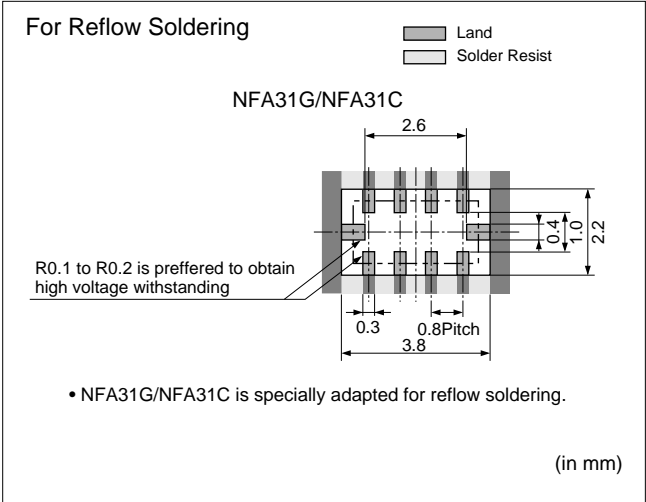 For Reflow Soldering
Land
Solder Resist
NFA31G/NFA31C
2.6
0.4
1.0
2.2
R0.1 to R0.2 is preffered to obtain
high voltage withstanding
0.3
0.8Pitch
3.8
• NFA31G/NFA31C is specially adapted for reflow soldering.
(in mm)